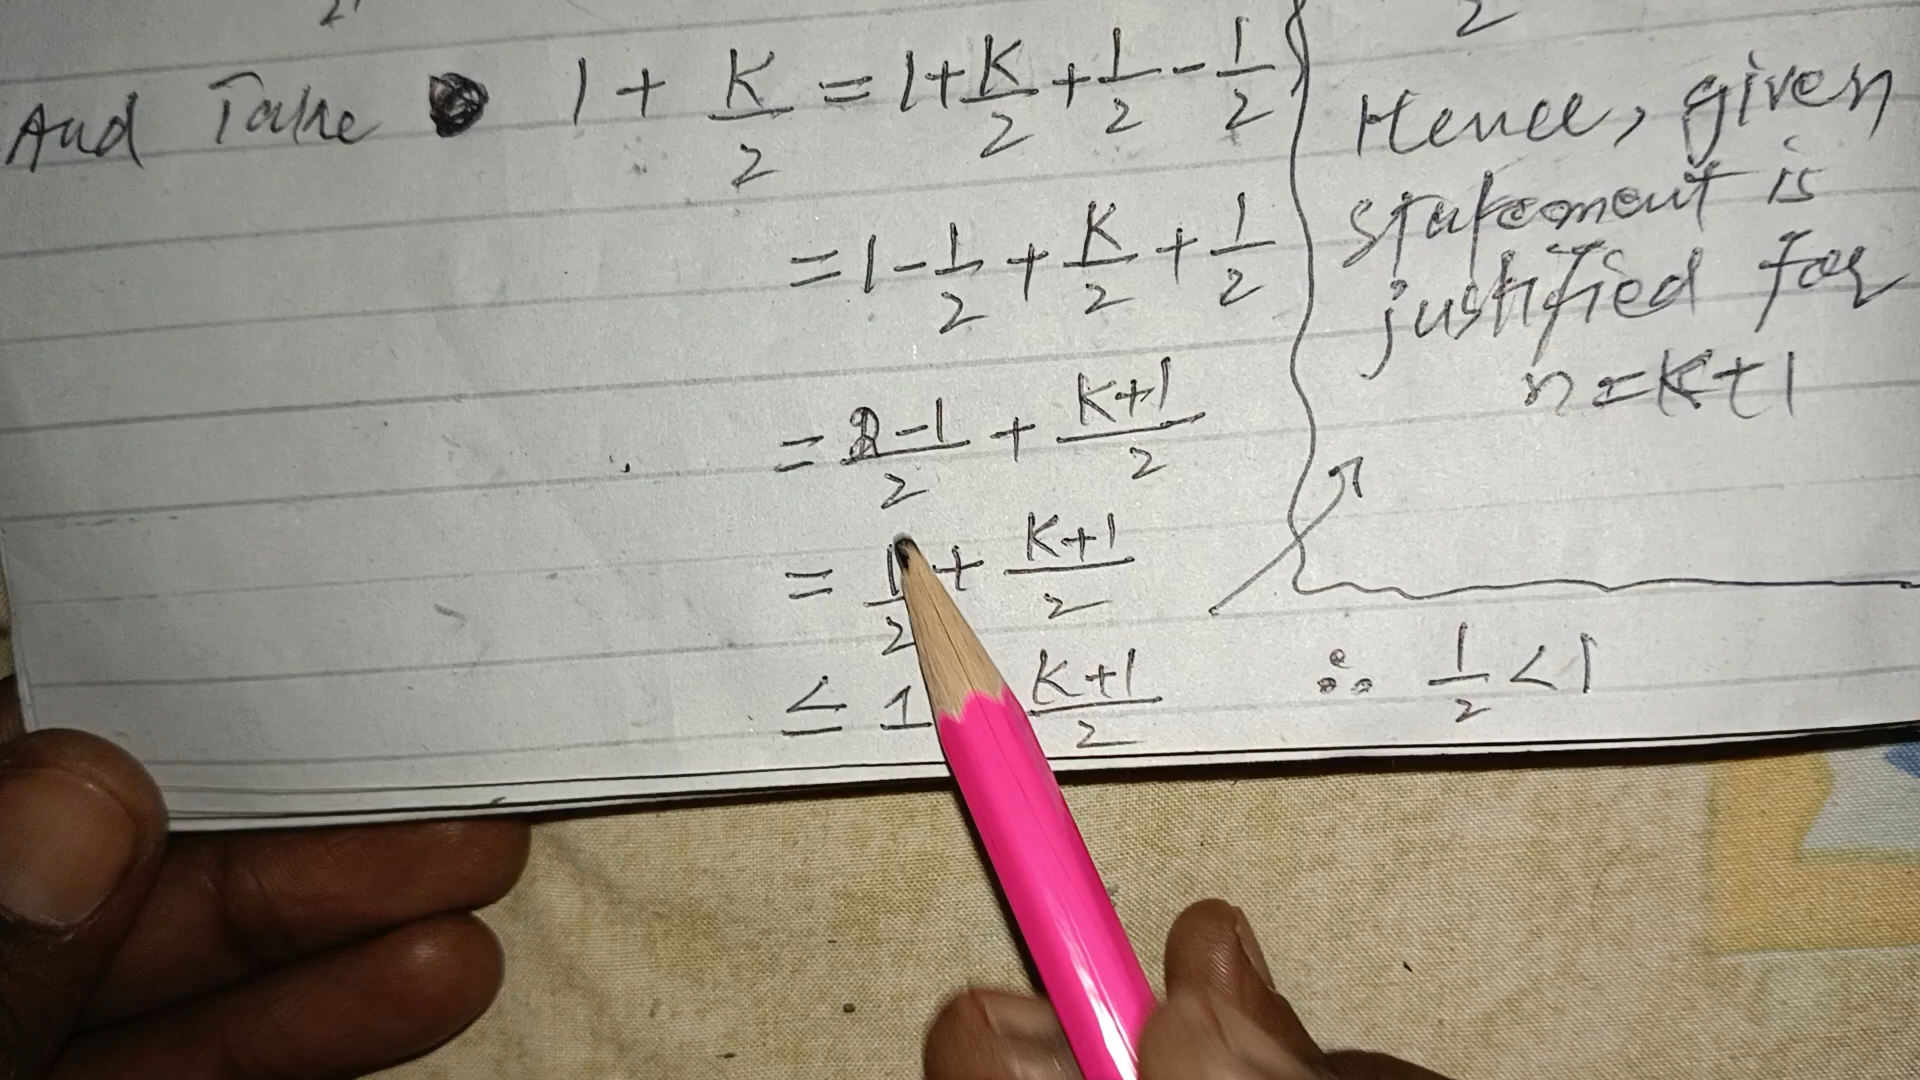 And Take 1 + K/2 = 1 + K/2 + 1/2 - 1/2
= 1 - 1/2 + K/2 + 1/2
= 2-1/2 + K+1/2
= 1/2 + K+1/2
≤ 1 K+1/2 ∴ 1/2 < 1
2
Hence, given
statement is
justified for
n = K+1